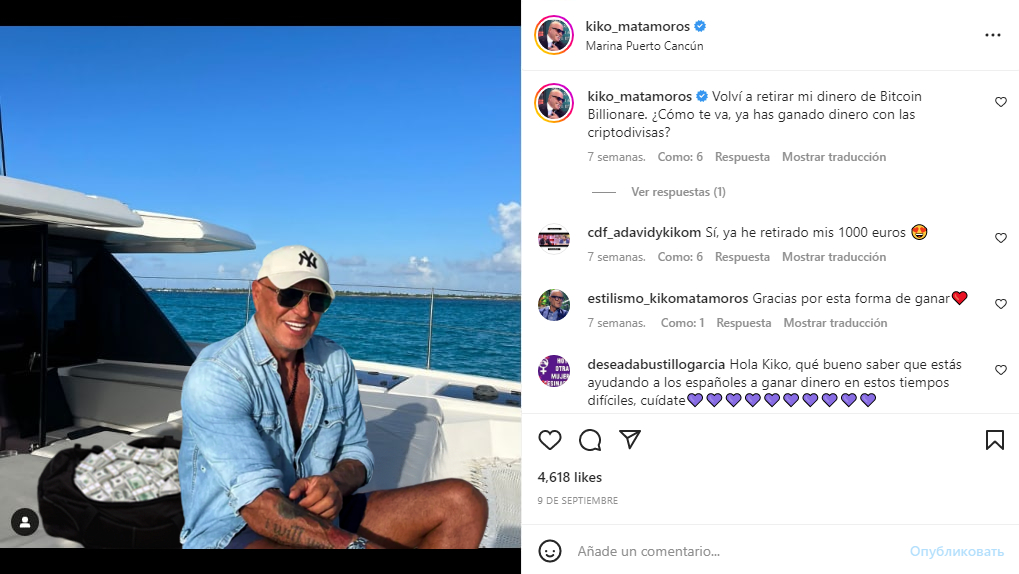 kiko_matamoros
Marina Puerto Cancún
kiko_matamoros Volví a retirar mi dinero de Bitcoin
Billionare. ¿Cómo te va, ya has ganado dinero con las
criptodivisas?
7 semanas. Como: 6 Respuesta Mostrar traducción
Ver respuestas (1)
cdf_adavidykikom Sí, ya he retirado mis 1000 euros 🤩
7 semanas. Como: 6 Respuesta Mostrar traducción
estilismo_kikomatamoros Gracias por esta forma de ganar❤️
7 semanas. Como: 1 Respuesta Mostrar traducción
deseadabustillogarcia Hola Kiko, qué bueno saber que estás
ayudando a los españoles a ganar dinero en estos tiempos
difíciles, cuídate💜💜💜💜💜💜💜💜💜💜
4,618 likes
9 DE SEPTIEMBRE
Añade un comentario...
Опубликовать
NY
OTRA
MUJER